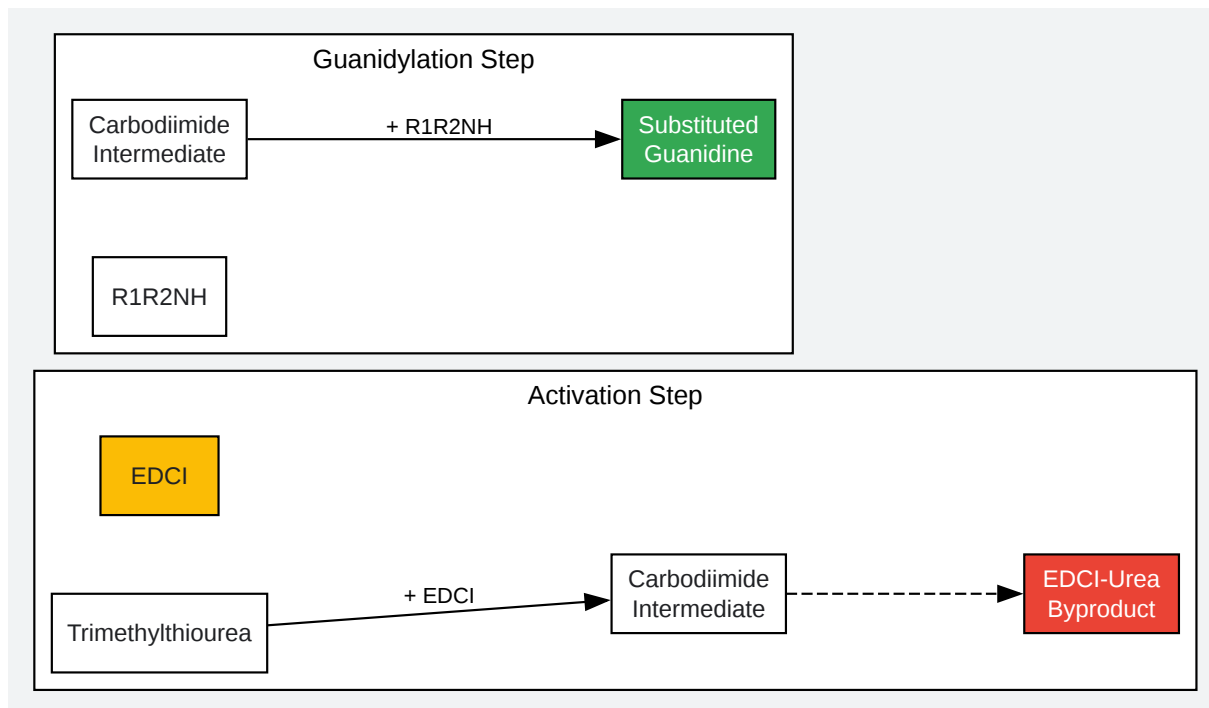 Guanidylation Step
Carbodiimide
Intermediate
+ R1R2NH
Substituted
Guanidine
R1R2NH
Activation Step
EDCI
Trimethylthiourea
+ EDCI
Carbodiimide
Intermediate
EDCI-Urea
Byproduct